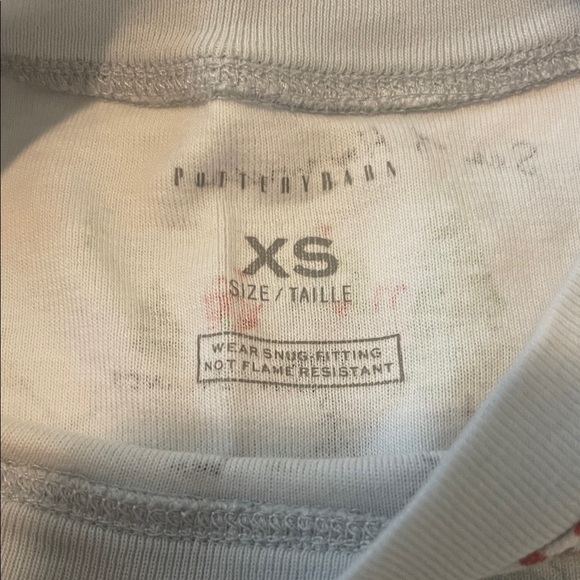 POTTERYBARN
XS
SIZE/TAILLE
WEAR SNUG-FITTING
NOT FLAME RESISTANT